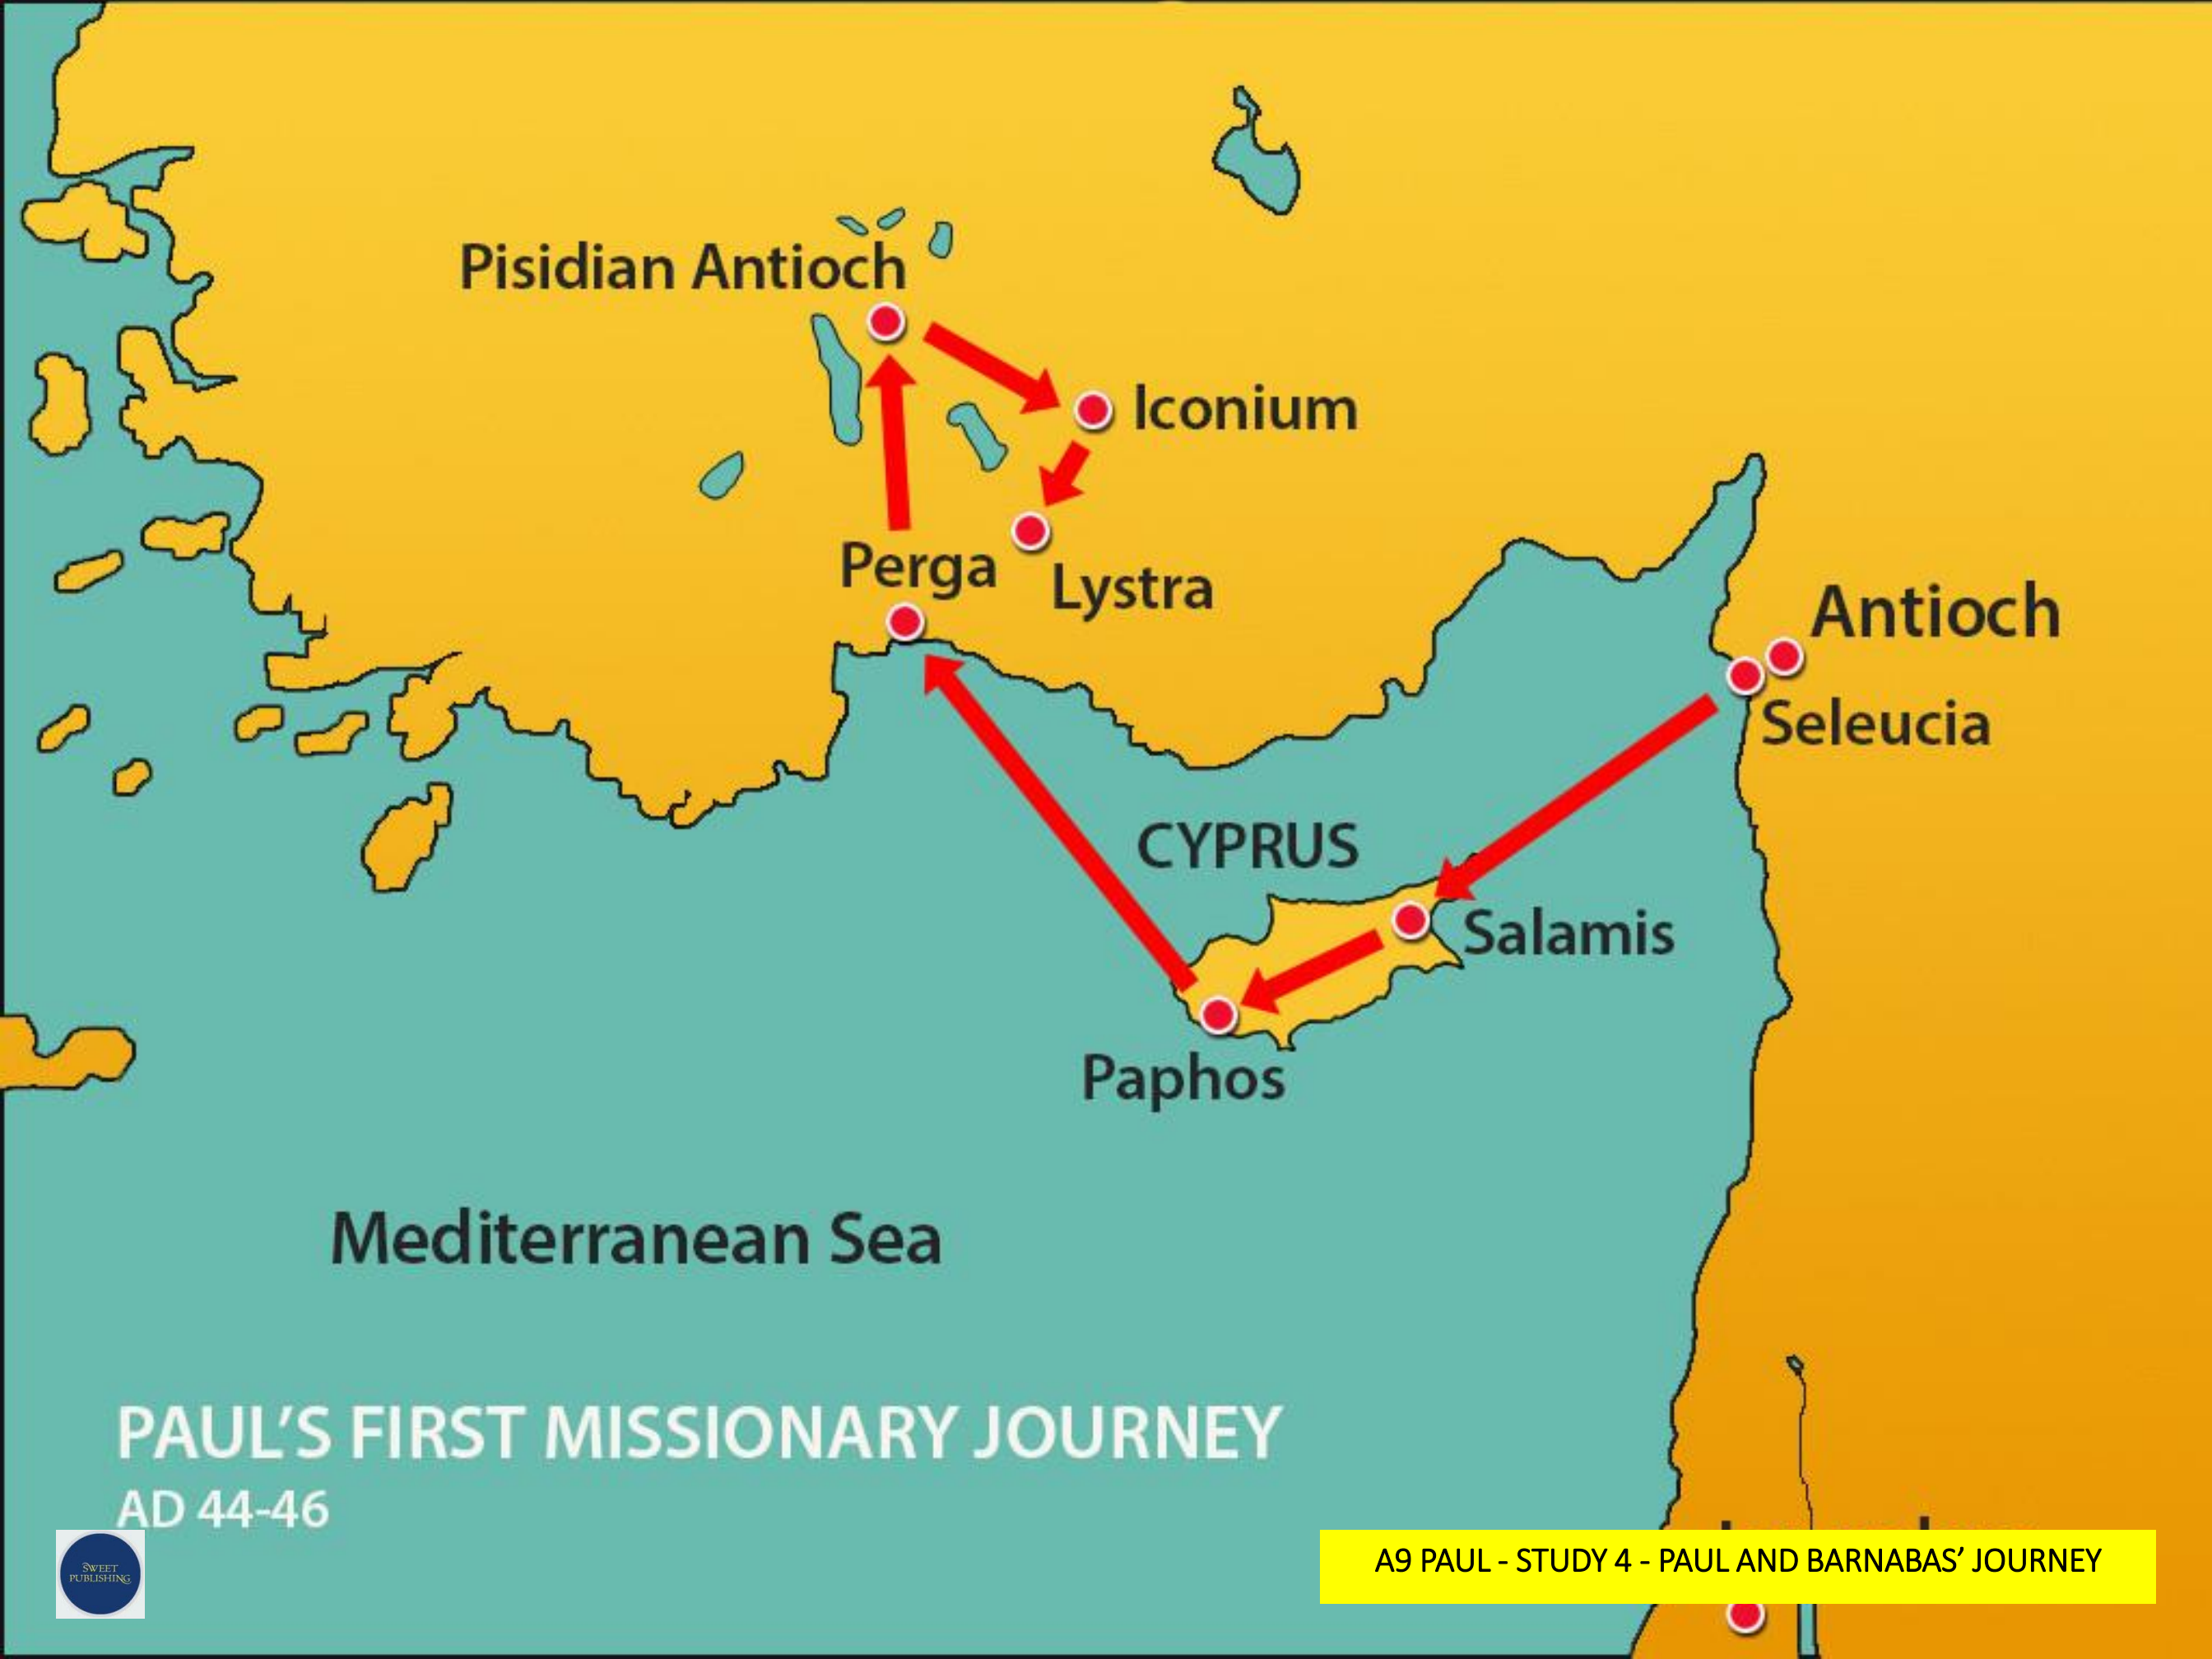 Pisidian Antioch
Iconium
Perga
Lystra
Antioch
Seleucia
CYPRUS
Salamis
Paphos
Mediterranean Sea
PAUL'S FIRST MISSIONARY JOURNEY
AD 44-46
SWEET
PUBLISHING
A9 PAUL - STUDY 4 - PAUL AND BARNABAS’ JOURNEY